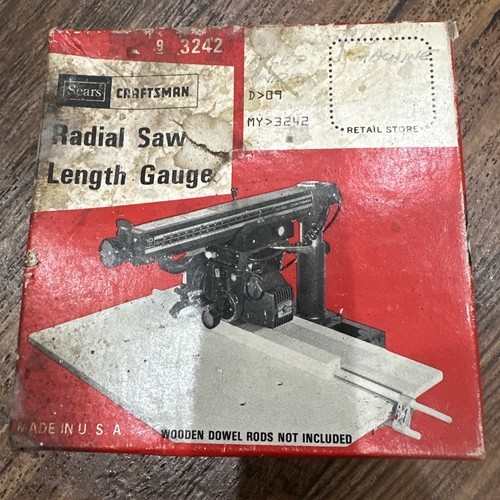 9 3242
Sears CRAFTSMAN
D>09
MY>3242
RETAIL STORE
Radial Saw
Length Gauge
MADE IN U.S.A
WOODEN DOWEL RODS NOT INCLUDED